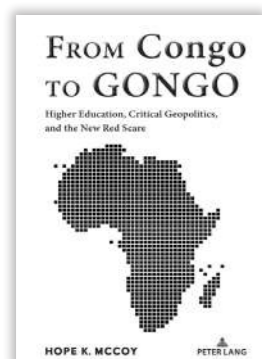 FROM Congo
TO GONGO
Higher Education, Critical Geopolitics,
and the New Red Scare
HOPE K. MCCOY
PETER LANG